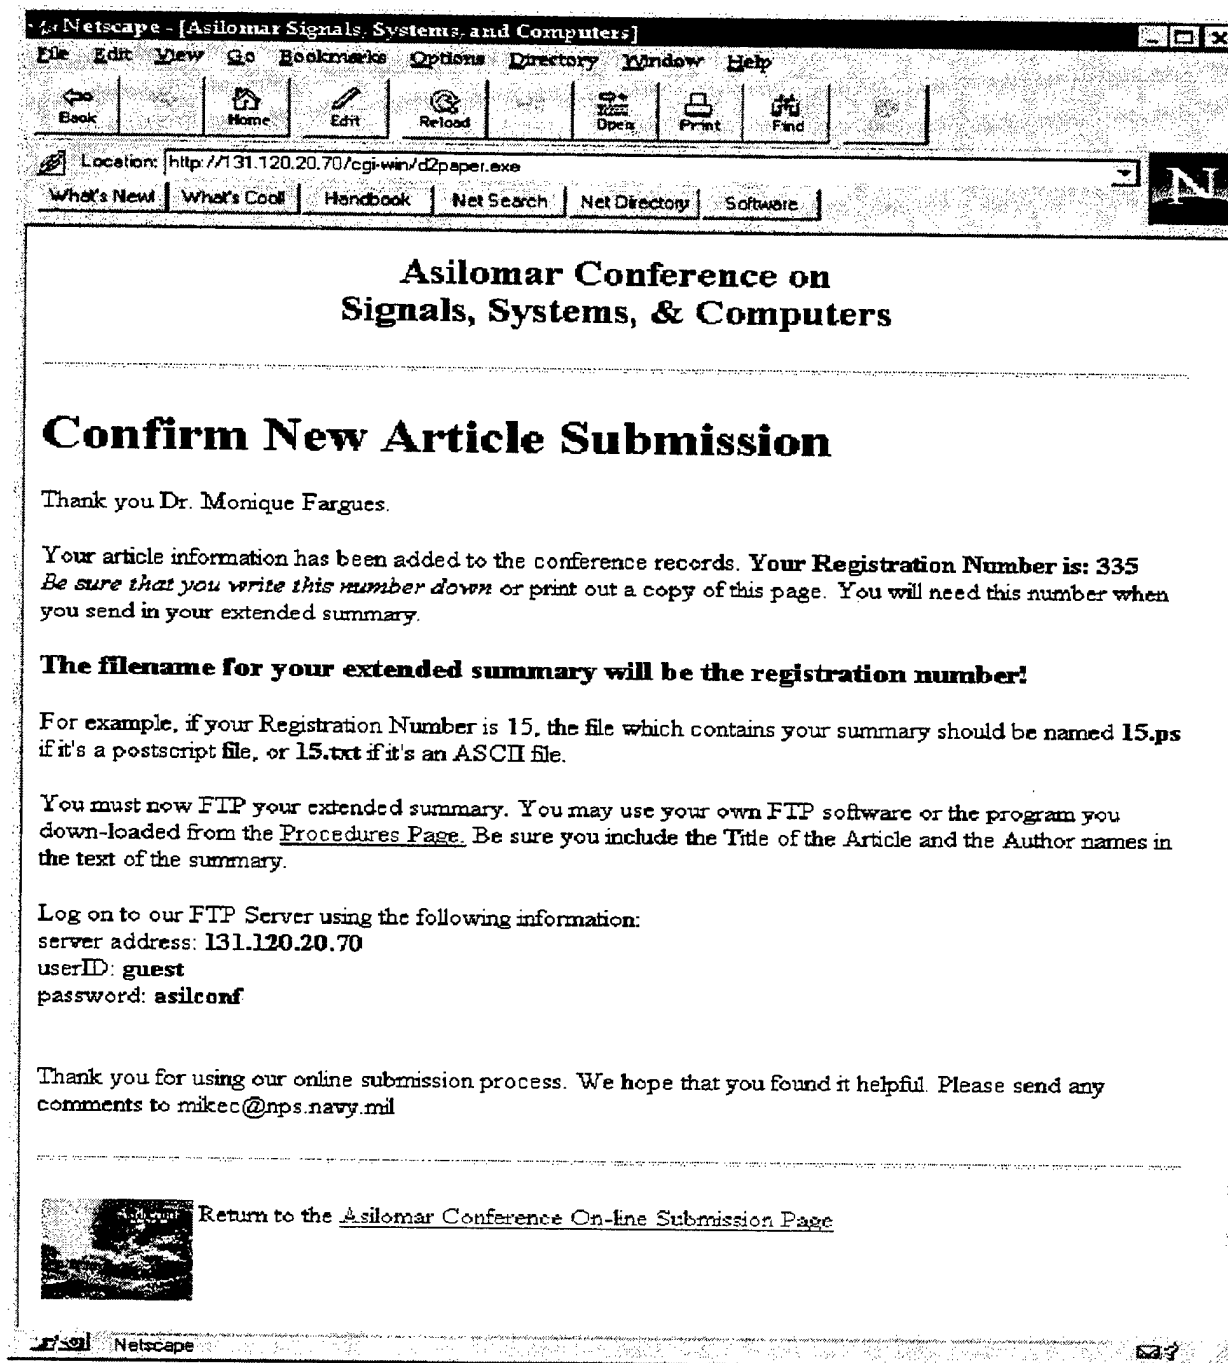 Netscape - [Asilomar Signals, Systems, and Computers]
File Edit View Go Bookmarks Options Directory Window Help
Back Home Edit Reload Open Print Find
Location: http://131.120.20.70/cgi-win/d2paper.exe
What's New! What's Cool! Handbook Net Search Net Directory Software
N
Asilomar Conference on
Signals, Systems, & Computers
Confirm New Article Submission
Thank you Dr. Monique Fargues.
Your article information has been added to the conference records. Your Registration Number is: 335
Be sure that you write this number down or print out a copy of this page. You will need this number when
you send in your extended summary.
The filename for your extended summary will be the registration number!
For example, if your Registration Number is 15, the file which contains your summary should be named 15.ps
if it's a postscript file, or 15.txt if it's an ASCII file.
You must now FTP your extended summary. You may use your own FTP software or the program you
down-loaded from the Procedures Page. Be sure you include the Title of the Article and the Author names in
the text of the summary.
Log on to our FTP Server using the following information:
server address: 131.120.20.70
userID: guest
password: asilconf
Thank you for using our online submission process. We hope that you found it helpful. Please send any
comments to mikec@nps.navy.mil
Return to the Asilomar Conference On-line Submission Page
Netscape